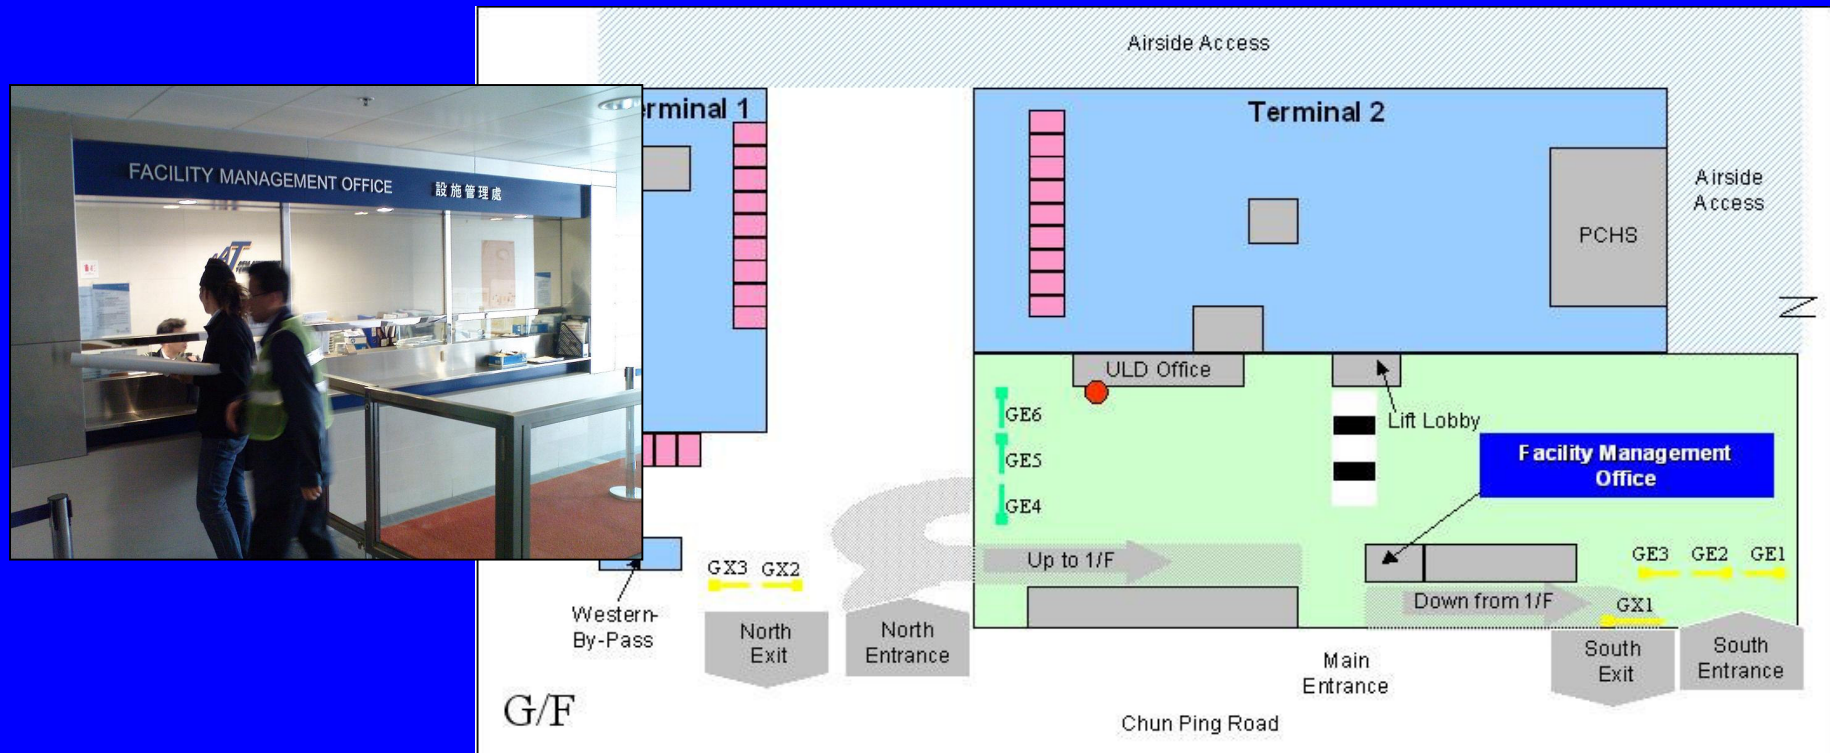 Airside Access
FACILITY MANAGEMENT OFFICE 設施管理處
AAT
erminal 1
Terminal 2
Airside
Access
PCHS
N
ULD Office
Lift Lobby
GE6
GE5
GE4
Facility Management
Office
Up to 1/F
Down from 1/F
GE3 GE2 GE1
GX1
GX3 GX2
Western-
By-Pass
North
Exit
North
Entrance
Main
Entrance
South
Exit
South
Entrance
G/F
Chun Ping Road